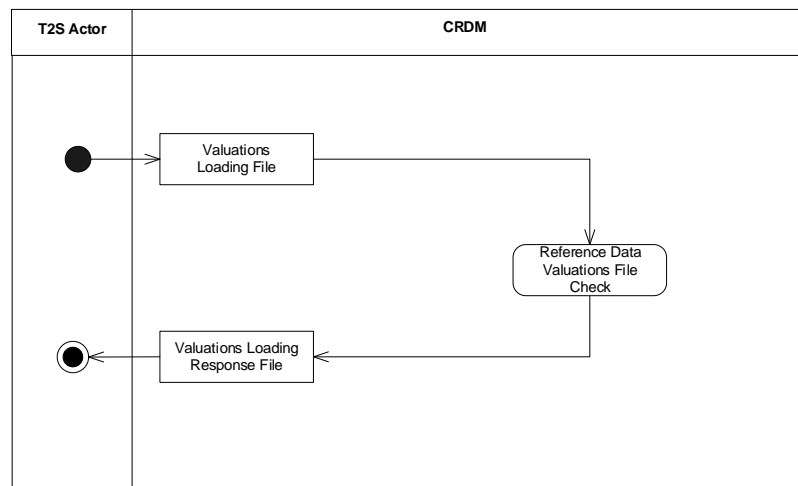 T2S Actor
CRDM
Valuations
Loading File
Reference Data
Valuations File
Check
Valuations Loading
Response File